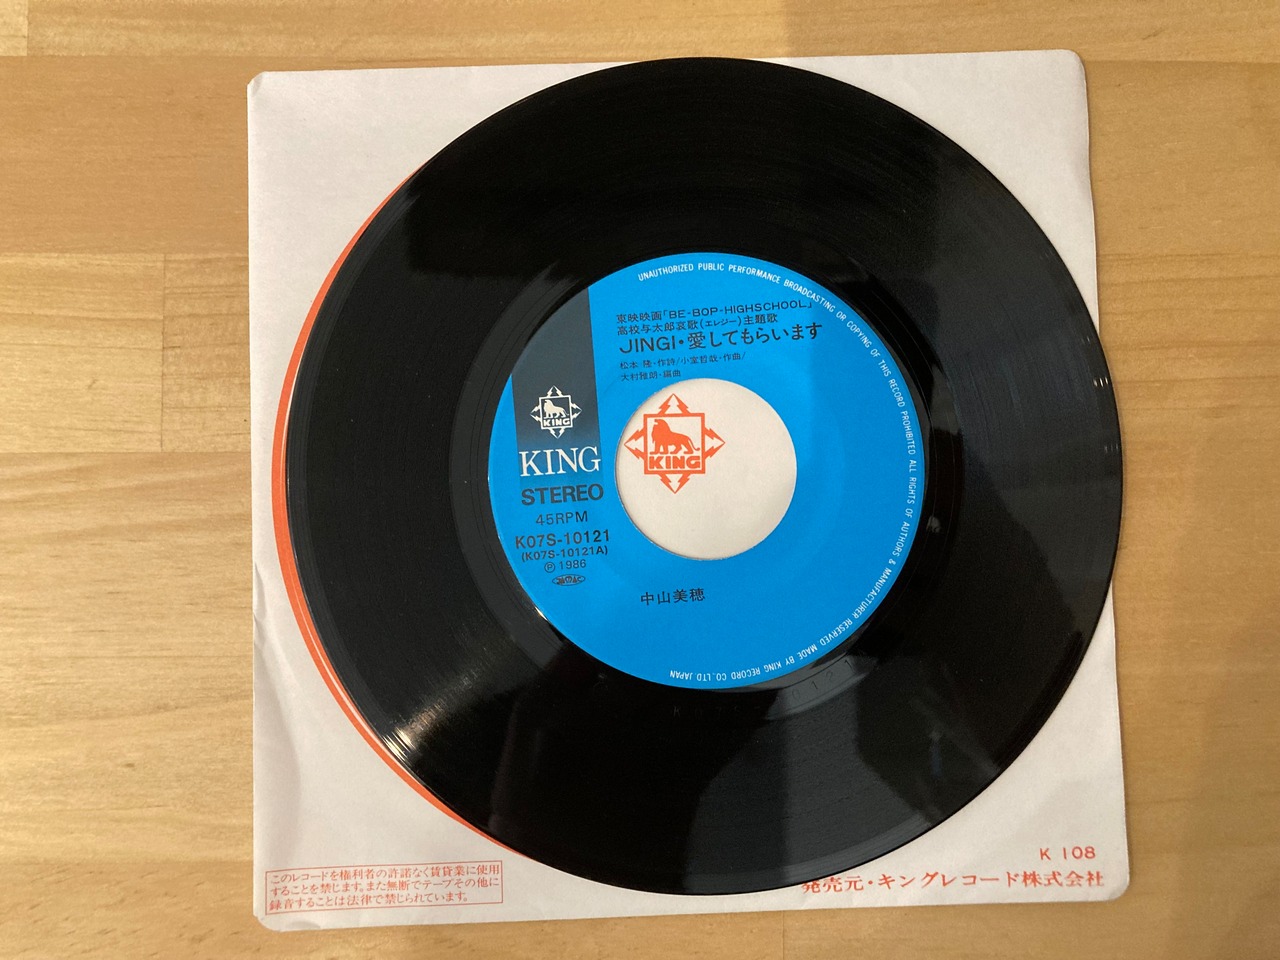 UNAUTHORIZED PUBLIC PERFORMANCE BROADCASTING OR COPYING OF THIS RECORD PROHIBITED ALL RIGHTS OF AUTHORS & MANUFACTURER RESERVED MADE BY KING RECORD CO., LTD. JAPAN
東映映画「BE-BOP-HIGHSCHOOL」
高校与太郎哀歌(エレジー)主題歌
JINGI・愛してもらいます
松本 隆・作詩/小室哲哉・作曲/
大村雅朗・編曲
KING
KING
KING
STEREO
45RPM
K07S-10121
(K07S-10121A)
Ⓟ1986
中山美穂
K 108
発売元・キングレコード株式会社
このレコードを権利者の許諾なく賃貸業に使用
することを禁じます。また無断でテープその他に
録音することは法律で禁じられています。